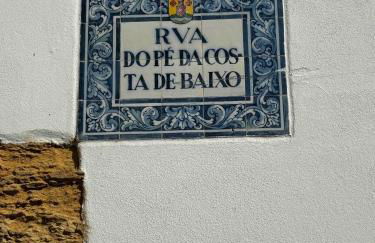 RVA
DO PÉ DA COS-
TA DE BAIXO